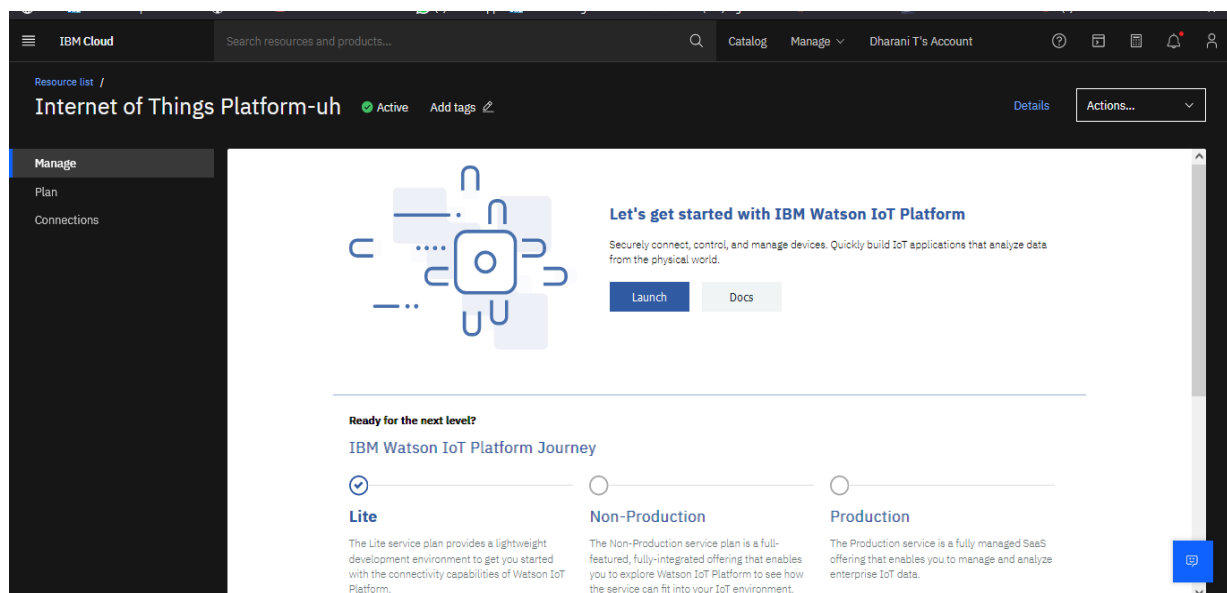 IBM Cloud
Search resources and products...
Catalog
Manage
Dharani T's Account
Resource list /
Internet of Things Platform-uh
Active
Add tags
Details
Actions...
Manage
Plan
Connections
Let's get started with IBM Watson IoT Platform
Securely connect, control, and manage devices. Quickly build IoT applications that analyze data
from the physical world.
Launch
Docs
Ready for the next level?
IBM Watson IoT Platform Journey
Lite
The Lite service plan provides a lightweight
development environment to get you started
with the connectivity capabilities of Watson IoT
Platform.
Non-Production
The Non-Production service plan is a full-
featured, fully-integrated offering that enables
you to explore Watson IoT Platform to see how
the service can fit into your IoT environment.
Production
The Production service is a fully managed SaaS
offering that enables you to manage and analyze
enterprise IoT data.